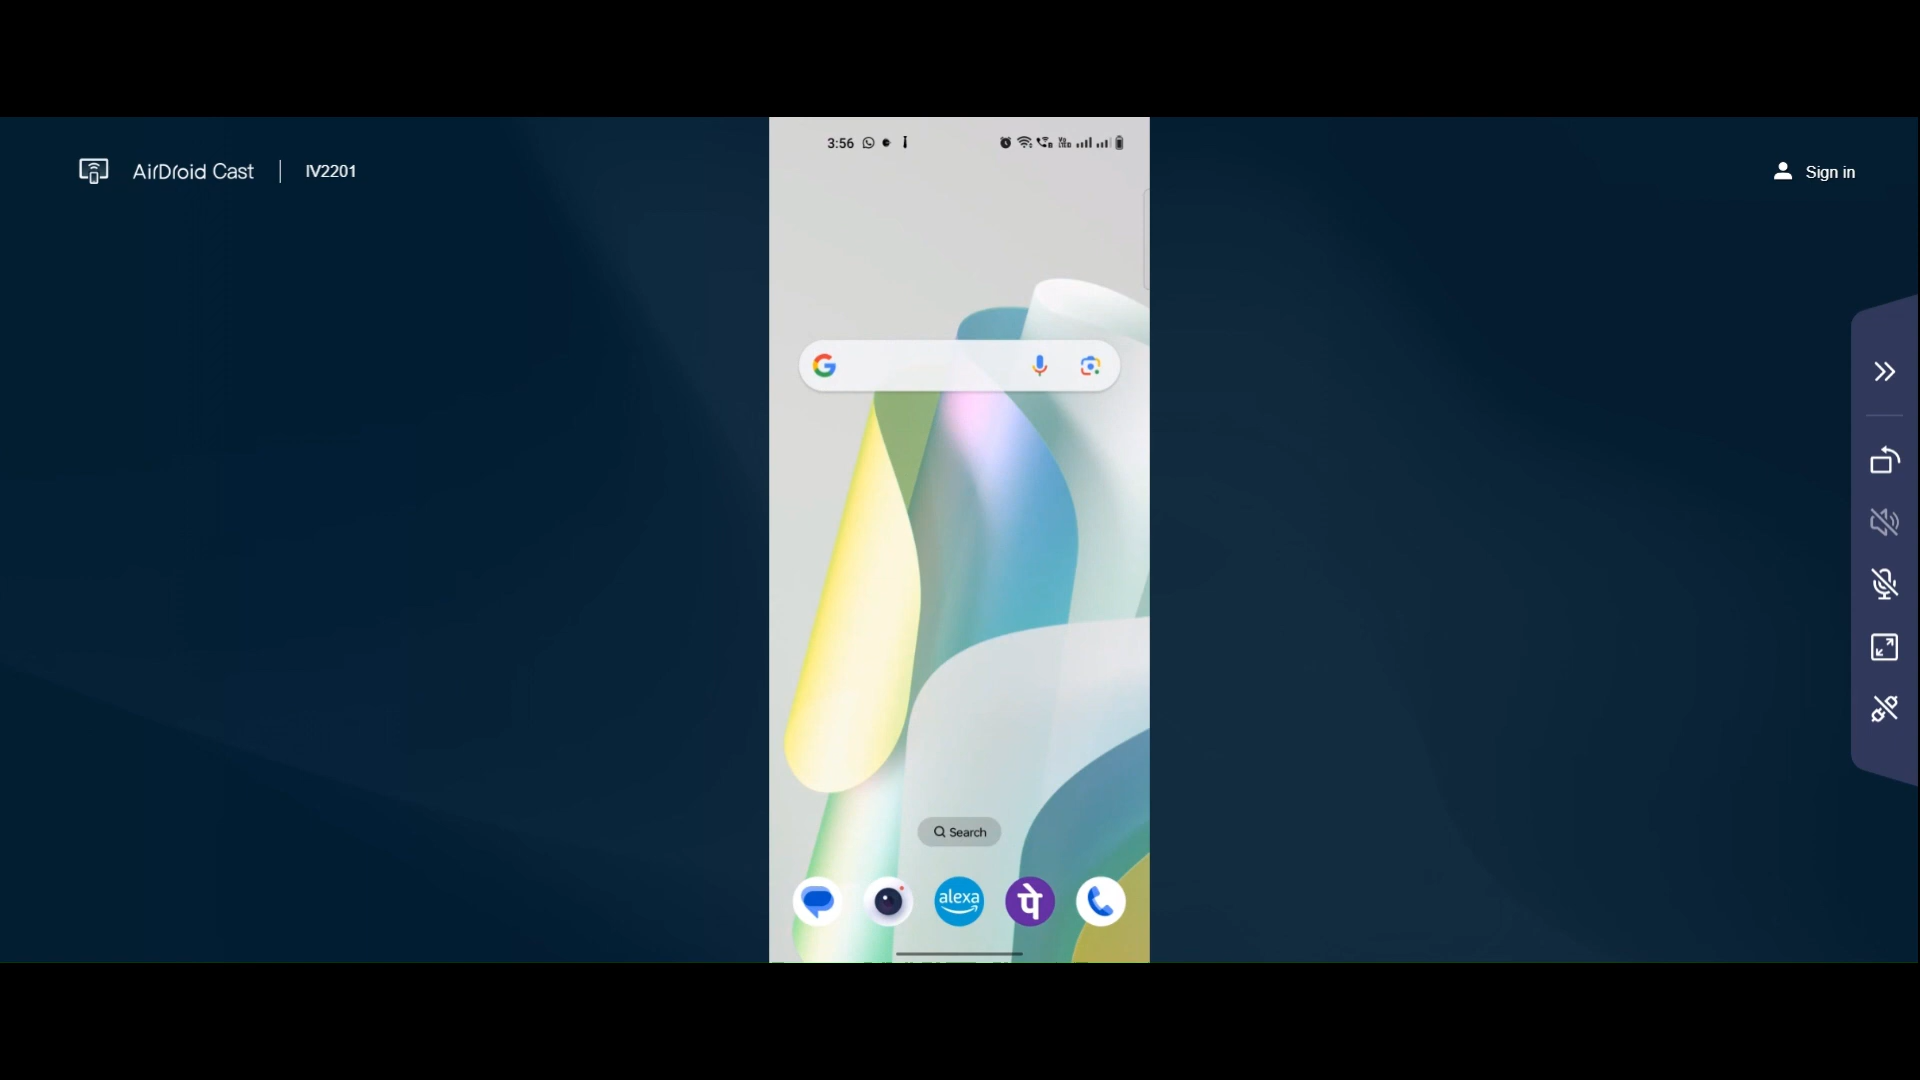 3:56
AirDroid Cast | IV2201
Sign in
Search
alexa
पे